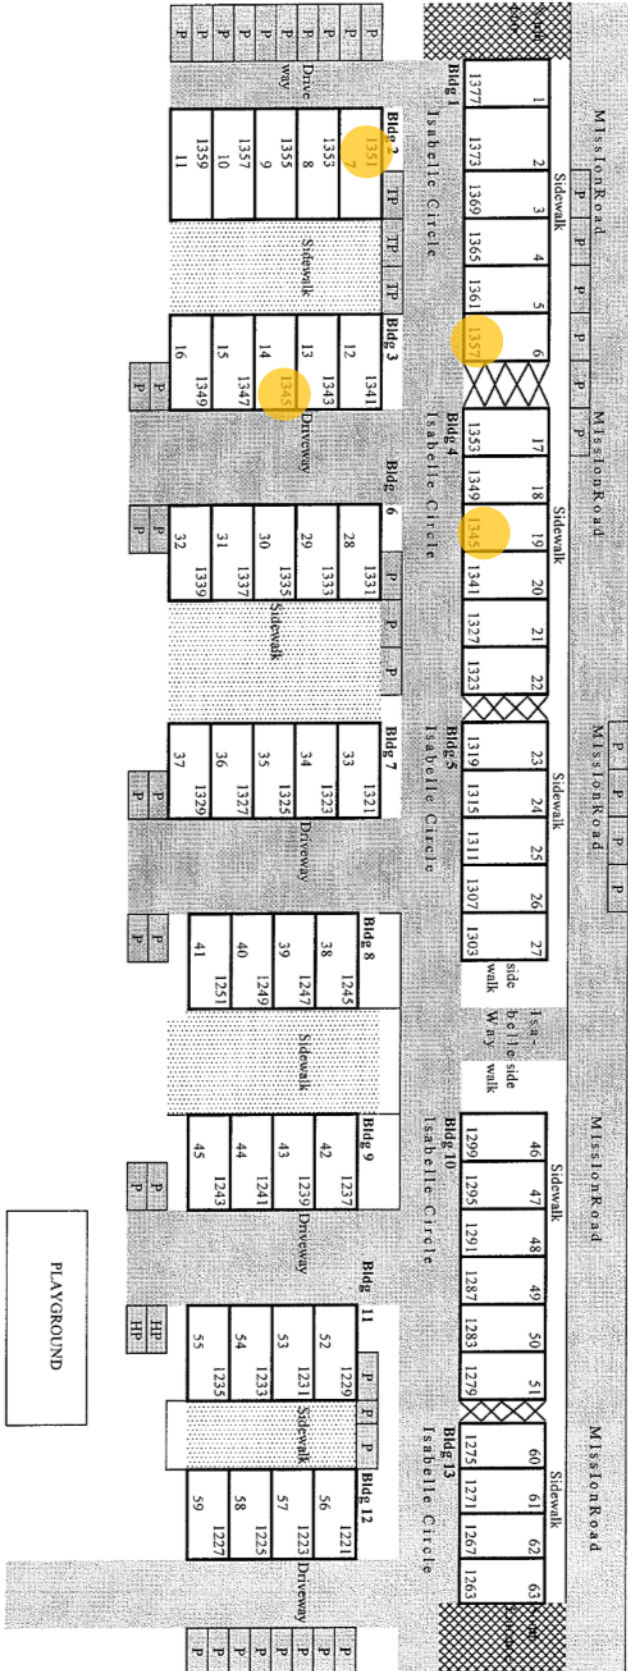 P P P P
MIssIonRoad MIssIonRoad MIssIonRoad MIssIonRoad MIssIonRoad
P P P P P P
Sidewalk Sidewalk Sidewalk Sidewalk Sidewalk
1 2 3 4 5 6 17 18 19 20 21 22 23 24 25 26 27 46 47 48 49 50 51 60 61 62 63
side Isa- side
walk belle walk
Way
1377 1373 1369 1365 1361 1357 1353 1349 1345 1341 1327 1323 1319 1315 1311 1307 1303 1299 1295 1291 1287 1283 1279 1275 1271 1267 1263
Bldg 1 Bldg 4 Bldg 5 Bldg 10 Bldg 13
Isabelle Circle Isabelle Circle Isabelle Circle Isabelle Circle Isabelle Circle
Bldg 2 TP TP TP Bldg 3 Bldg 6 P P P Bldg 7 Bldg 8 Bldg 9 Bldg 11 P P P Bldg 12
P P P P P P P P P
Drive
way
1351 7
1353 8
1355 9
1357 10
1359 11
Sidewalk
12 1341
13 1343
14 1345
15 1347
16 1349
P P
Driveway
28 1331
29 1333
30 1335
31 1337
32 1339
P P
Sidewalk
33 1321
34 1323
35 1325
36 1327
37 1329
P P
Driveway
38 1245
39 1247
40 1249
41 1251
P P
Sidewalk
42 1237
43 1239
44 1241
45 1243
P P
Driveway
52 1229
53 1231
54 1233
55 1235
HP HP
Sidewalk
56 1221
57 1223
58 1225
59 1227
Driveway
P P P P P P P P
PLAYGROUND